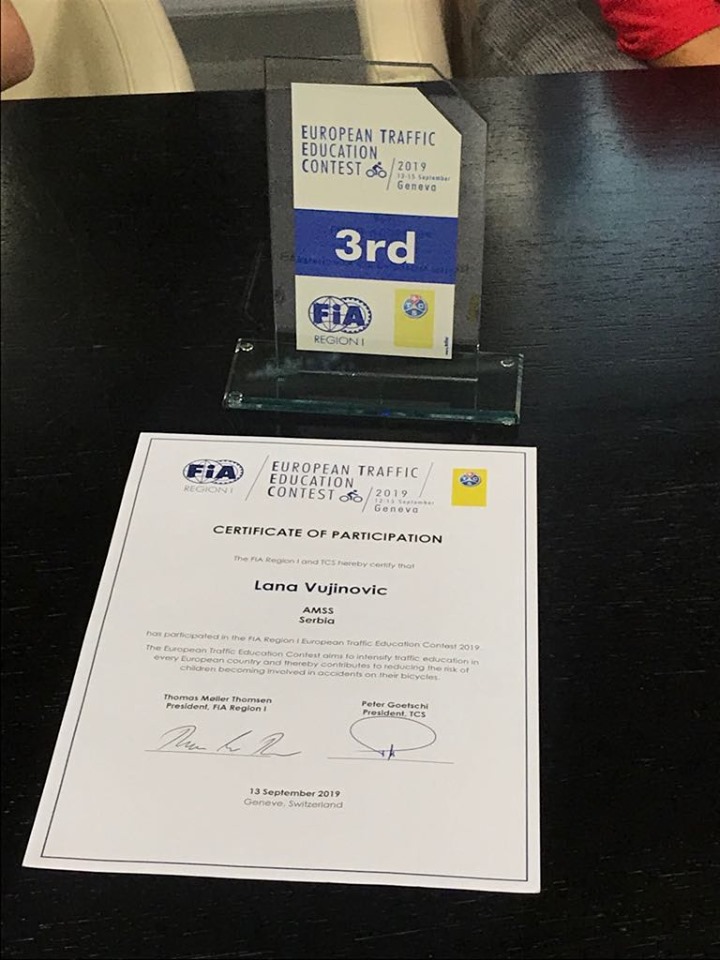 EUROPEAN TRAFFIC
EDUCATION
CONTEST
2019
12-15 September
Geneva
3rd
FiA
REGION I
TCS
FiA
REGION I
EUROPEAN TRAFFIC
EDUCATION
CONTEST
2019
12-15 September
Geneva
TCS
CERTIFICATE OF PARTICIPATION
The FIA Region I and TCS hereby certify that
Lana Vujinovic
AMSS
Serbia
has participated in the FIA Region I European Traffic Education Contest 2019
The European Traffic Education Contest aims to intensify traffic education in
every European country and thereby contributes to reducing the risk of
children becoming involved in accidents on their bicycles.
Thomas Møller Thomsen
President, FIA Region I
Peter Goetschi
President, TCS
13 September 2019
Geneve, Switzerland